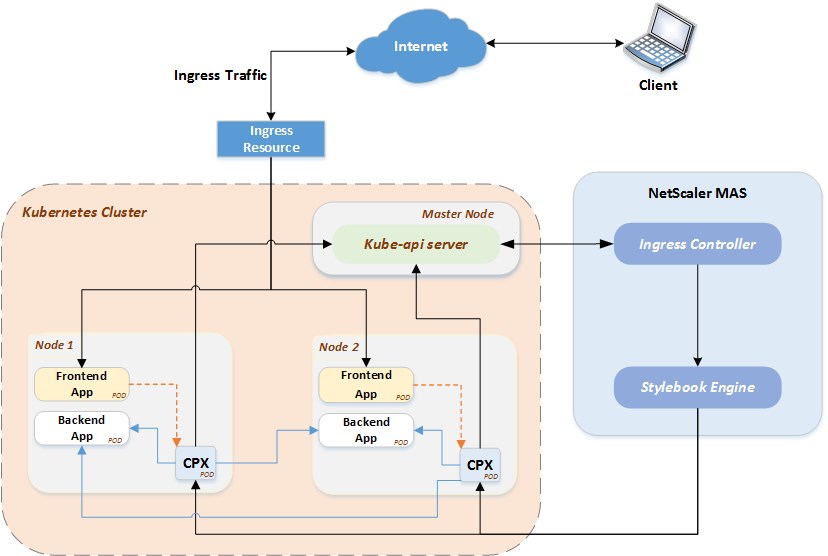 Internet
Ingress Traffic
Client
Ingress
Resource
NetScaler MAS
Kubernetes Cluster
Master Node
Kube-api server
Ingress Controller
Node 1
Node 2
Frontend
App
POD
Frontend
App
POD
Stylebook Engine
Backend
App
POD
Backend
App
POD
CPX
POD
CPX
POD